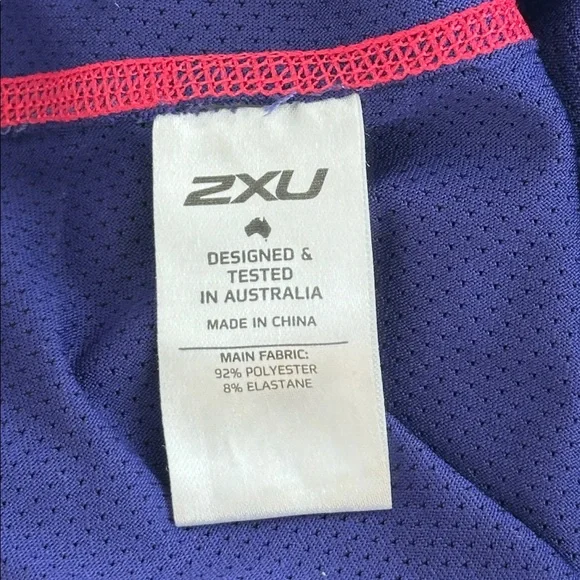 2XU
DESIGNED &
TESTED
IN AUSTRALIA
MADE IN CHINA
MAIN FABRIC:
92% POLYESTER
8% ELASTANE